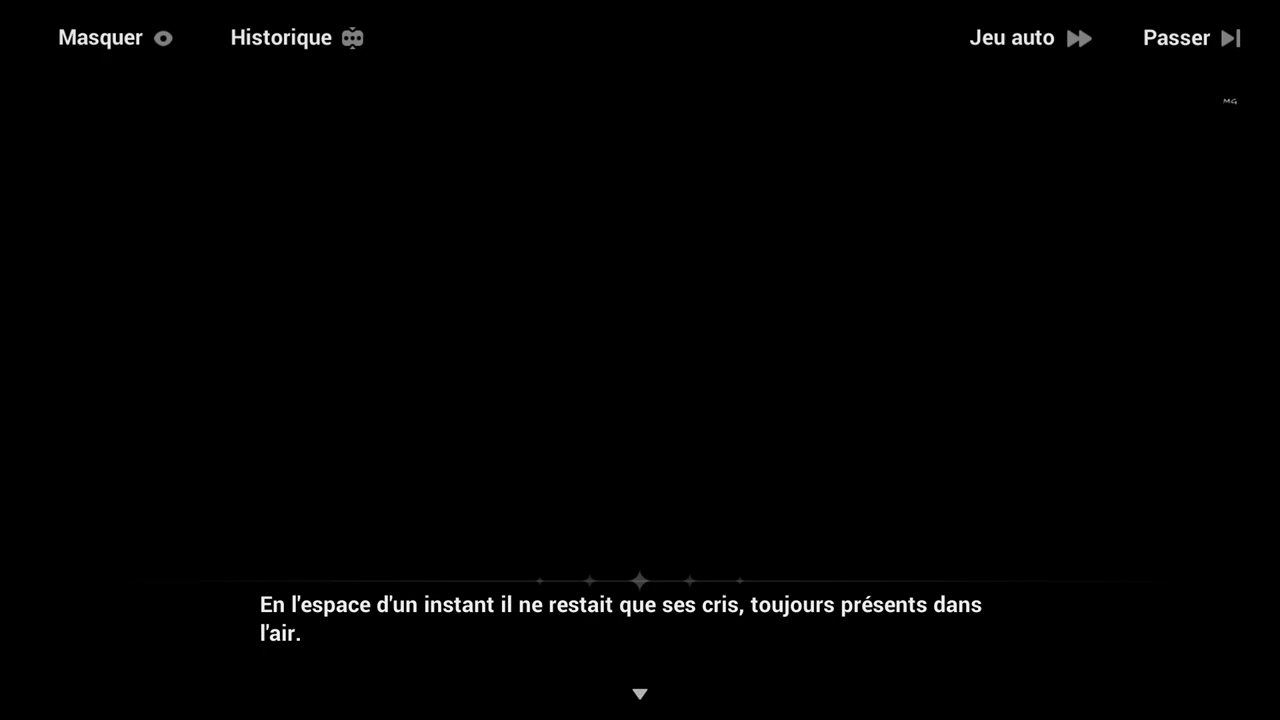 Masquer
Historique
Jeu auto
Passer
MG
En l'espace d'un instant il ne restait que ses cris, toujours présents dans
l'air.